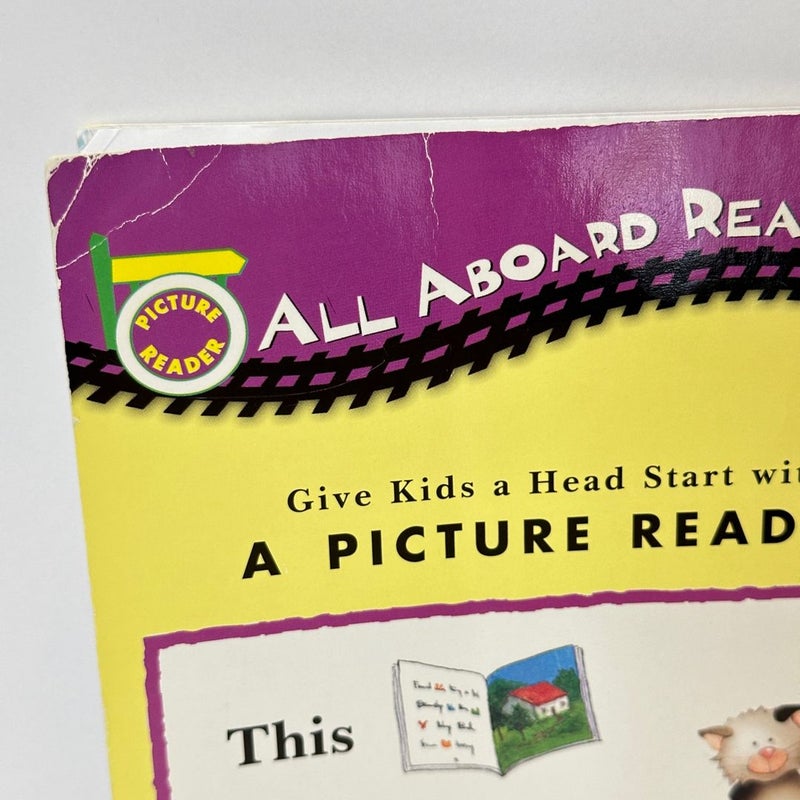 PICTURE
READER
ALL ABOARD REA
Give Kids a Head Start wit
A PICTURE READ
This